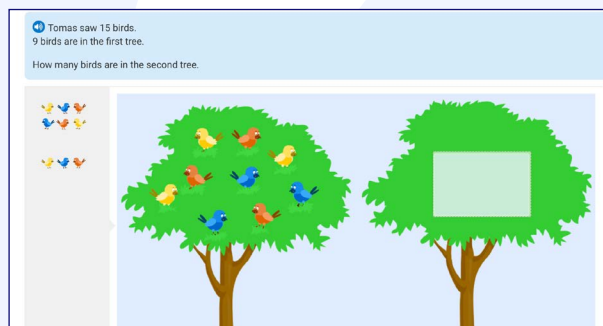 Tomas saw 15 birds.
9 birds are in the first tree.
How many birds are in the second tree.